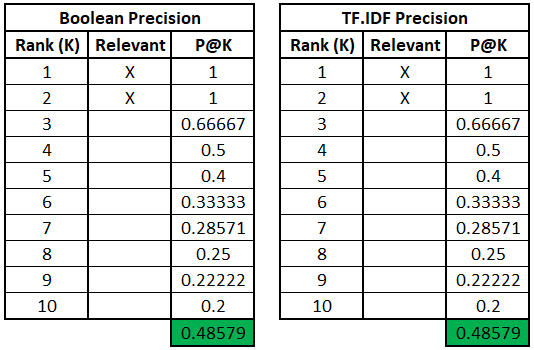 Boolean Precision
Rank (K) Relevant P@K
1 X 1
2 X 1
3 0.66667
4 0.5
5 0.4
6 0.33333
7 0.28571
8 0.25
9 0.22222
10 0.2
0.48579
TF.IDF Precision
Rank (K) Relevant P@K
1 X 1
2 X 1
3 0.66667
4 0.5
5 0.4
6 0.33333
7 0.28571
8 0.25
9 0.22222
10 0.2
0.48579